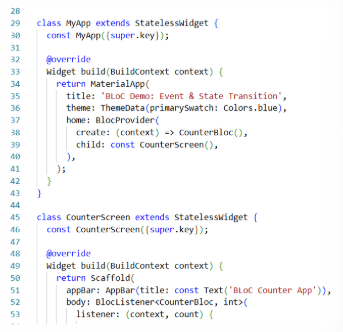 28
29 class MyApp extends StatelessWidget {
30   const MyApp({super.key});
31
32   @override
33   Widget build(BuildContext context) {
34     return MaterialApp(
35       title: 'BLoC Demo: Event & State Transition',
36       theme: ThemeData(primarySwatch: Colors.blue),
37       home: BlocProvider(
38         create: (context) => CounterBloc(),
39         child: const CounterScreen(),
40       ),
41     );
42   }
43 }
44
45 class CounterScreen extends StatelessWidget {
46   const CounterScreen({super.key});
47
48   @override
49   Widget build(BuildContext context) {
50     return Scaffold(
51       appBar: AppBar(title: const Text('BLoC Counter App')),
52       body: BlocListener<CounterBloc, int>(
53         listener: (context, count) {